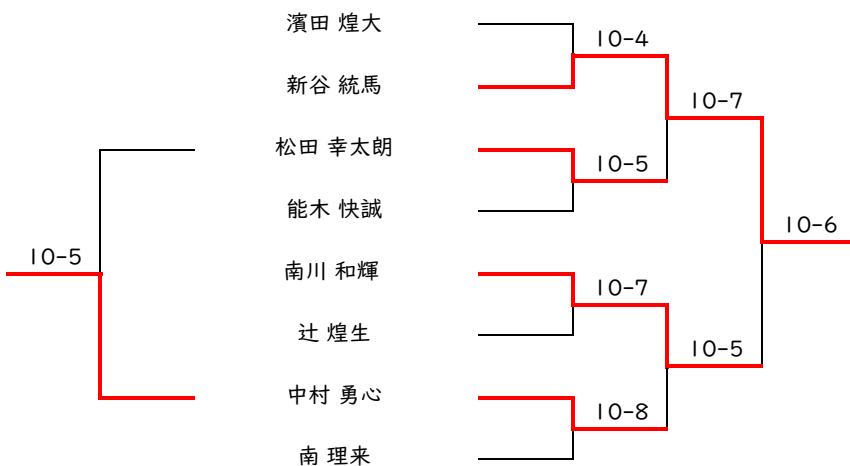 濱田 煌大
10-4
新谷 統馬
10-7
松田 幸太朗
10-5
能木 快誠
10-6
10-5
南川 和輝
10-7
辻 煌生
10-5
中村 勇心
10-8
南 理来